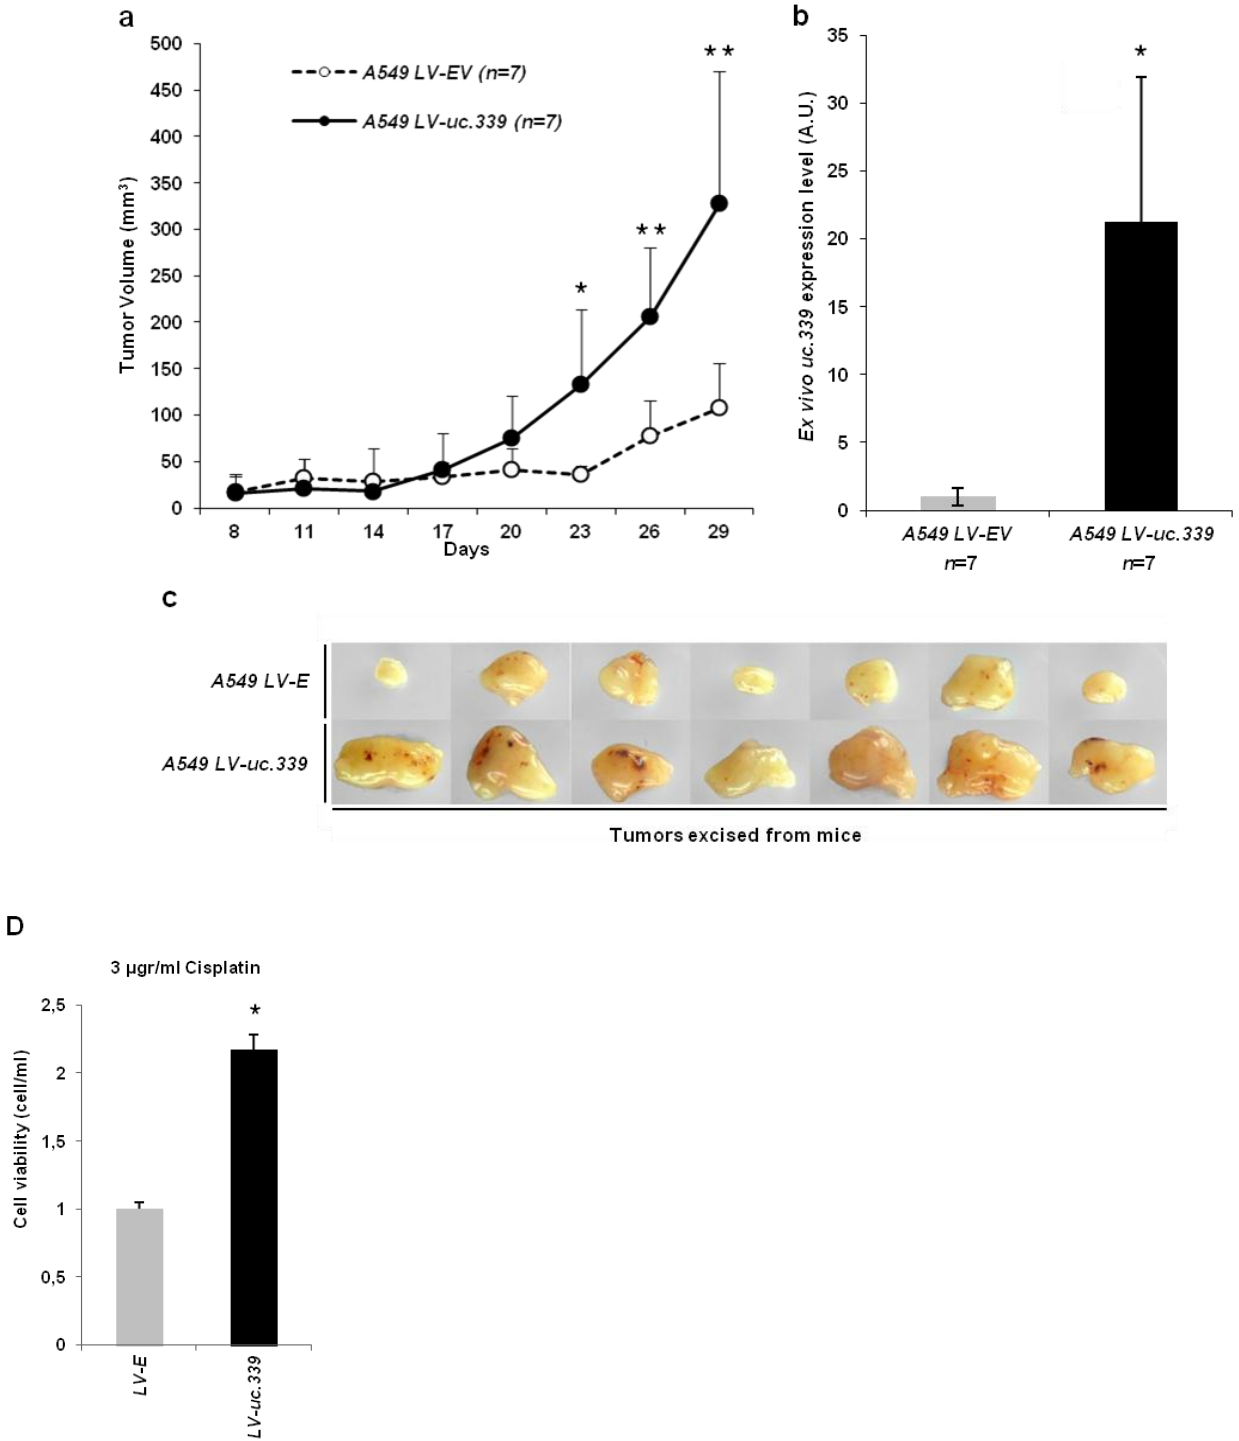 a
500
450
400
350
300
250
200
150
100
50
0
Tumor Volume (mm³)
A549 LV-EV (n=7)
A549 LV-uc.339 (n=7)
*
**
**
8 11 14 17 20 23 26 29
Days
b
35
30
25
20
15
10
5
0
Ex vivo uc.339 expression level (A.U.)
*
A549 LV-EV
n=7
A549 LV-uc.339
n=7
c
A549 LV-E
A549 LV-uc.339
Tumors excised from mice
D
3 µgr/ml Cisplatin
2,5
2
1,5
1
0,5
0
Cell viability (cell/ml)
*
LV-E
LV-uc.339